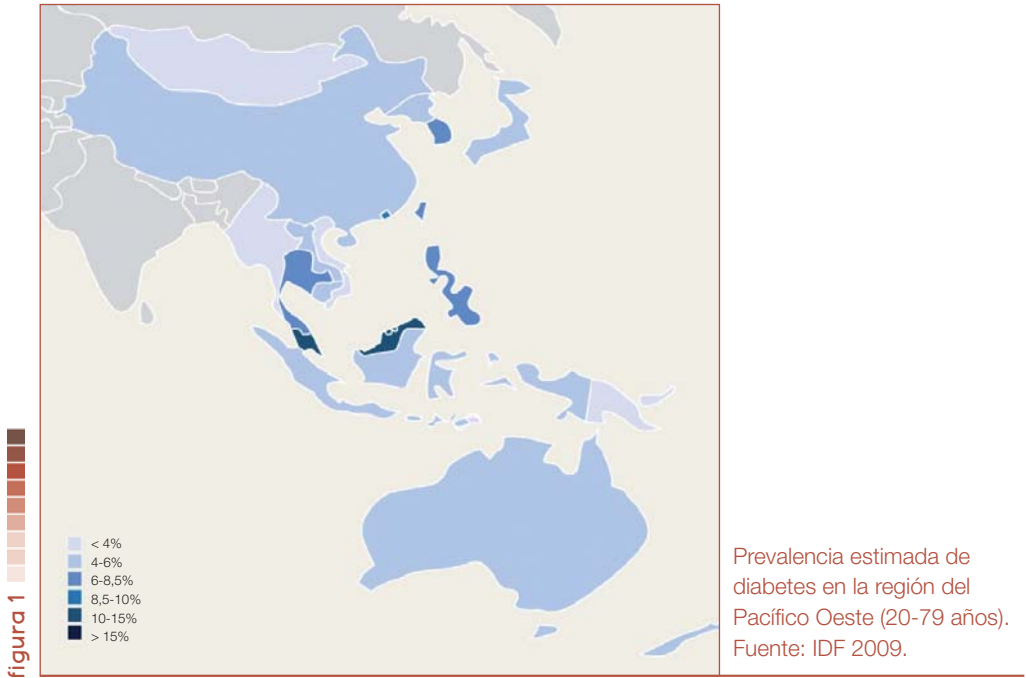 < 4%
4-6%
6-8,5%
8,5-10%
10-15%
> 15%
figura 1
Prevalencia estimada de
diabetes en la región del
Pacífico Oeste (20-79 años).
Fuente: IDF 2009.